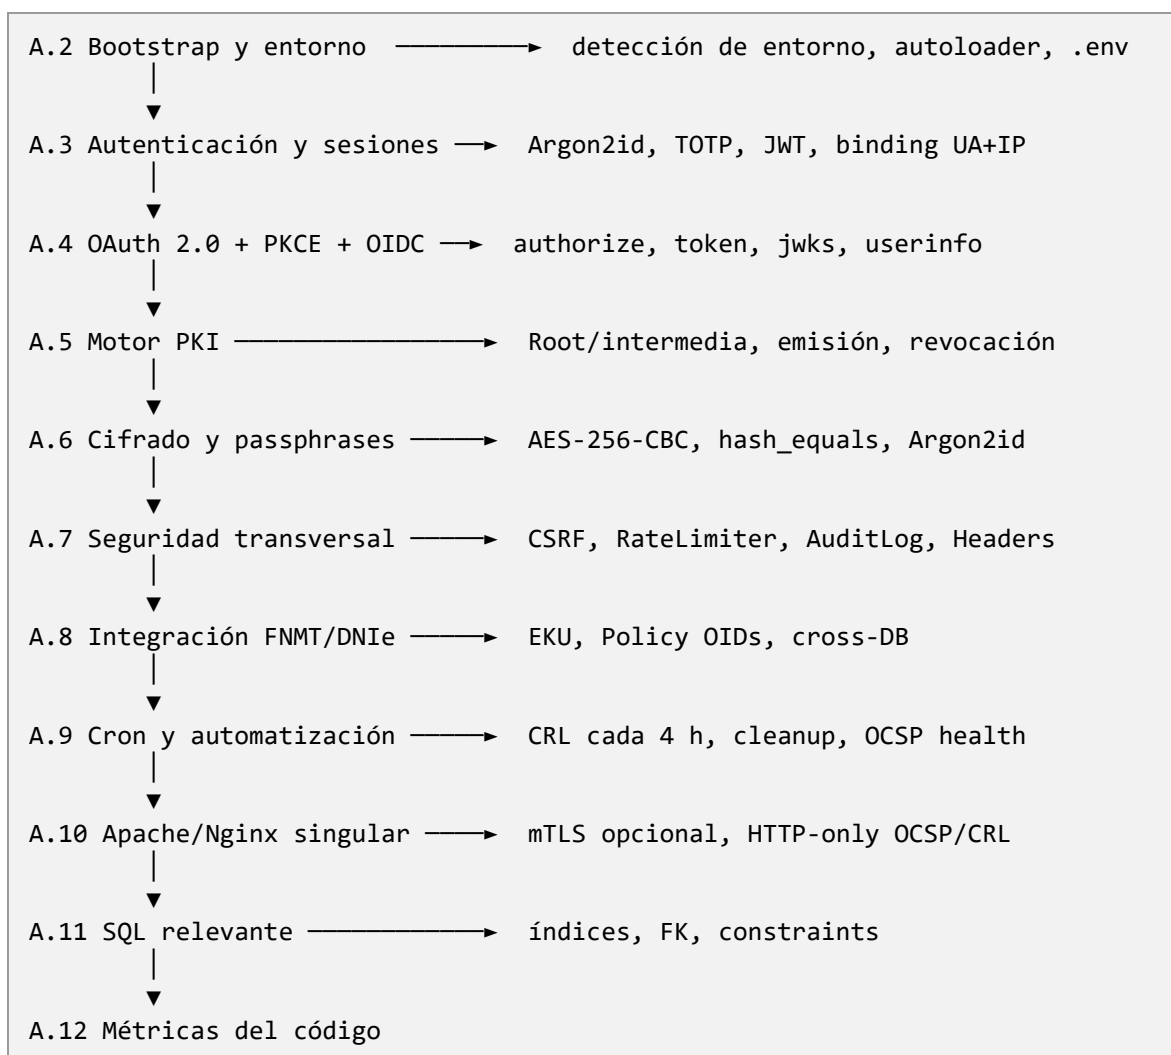 A.2 Bootstrap y entorno ─────────► detección de entorno, autoloader, .env
A.3 Autenticación y sesiones ──► Argon2id, TOTP, JWT, binding UA+IP
A.4 OAuth 2.0 + PKCE + OIDC ──► authorize, token, jwks, userinfo
A.5 Motor PKI ─────────────────► Root/intermedia, emisión, revocación
A.6 Cifrado y passphrases ─────► AES-256-CBC, hash_equals, Argon2id
A.7 Seguridad transversal ─────► CSRF, RateLimiter, AuditLog, Headers
A.8 Integración FNMT/DNIe ─────► EKU, Policy OIDs, cross-DB
A.9 Cron y automatización ─────► CRL cada 4 h, cleanup, OCSP health
A.10 Apache/Nginx singular ────► mTLS opcional, HTTP-only OCSP/CRL
A.11 SQL relevante ────────────► índices, FK, constraints
A.12 Métricas del código